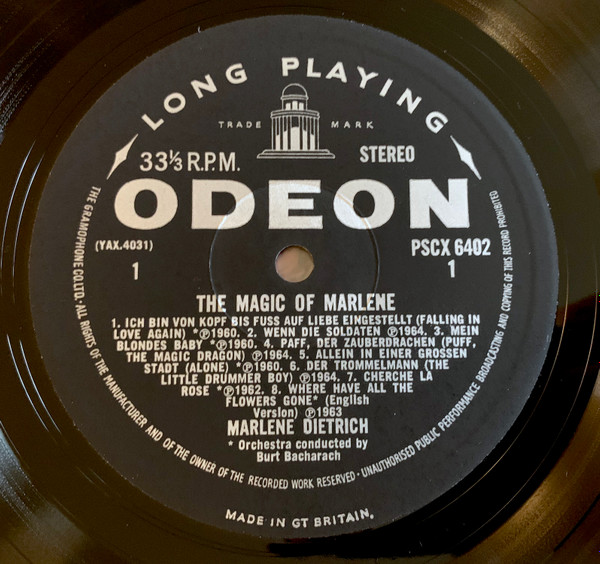 LONG PLAYING
TRADE MARK
33⅓ R.P.M.
STEREO
ODEON
(YAX.4031)
PSCX 6402
1
1
THE MAGIC OF MARLENE
1. ICH BIN VON KOPF BIS FUSS AUF LIEBE EINGESTELLT (FALLING IN
LOVE AGAIN) *℗1960. 2. WENN DIE SOLDATEN ℗1964. 3. MEIN
BLONDES BABY *℗1960. 4. PAFF, DER ZAUBERDRACHEN (PUFF,
THE MAGIC DRAGON) ℗1964. 5. ALLEIN IN EINER GROSSEN
STADT (ALONE) *℗1960. 6. DER TROMMELMANN (THE
LITTLE DRUMMER BOY) ℗1964. 7. CHERCHE LA
ROSE *℗1962. 8. WHERE HAVE ALL THE
FLOWERS GONE* (English
Version) ℗1963
MARLENE DIETRICH
* Orchestra conducted by
Burt Bacharach
THE GRAMOPHONE CO.LTD. ALL RIGHTS OF THE MANUFACTURER AND OF THE OWNER OF THE RECORDED WORK RESERVED · UNAUTHORISED PUBLIC PERFORMANCE BROADCASTING AND COPYING OF THIS RECORD PROHIBITED
MADE IN GT BRITAIN.